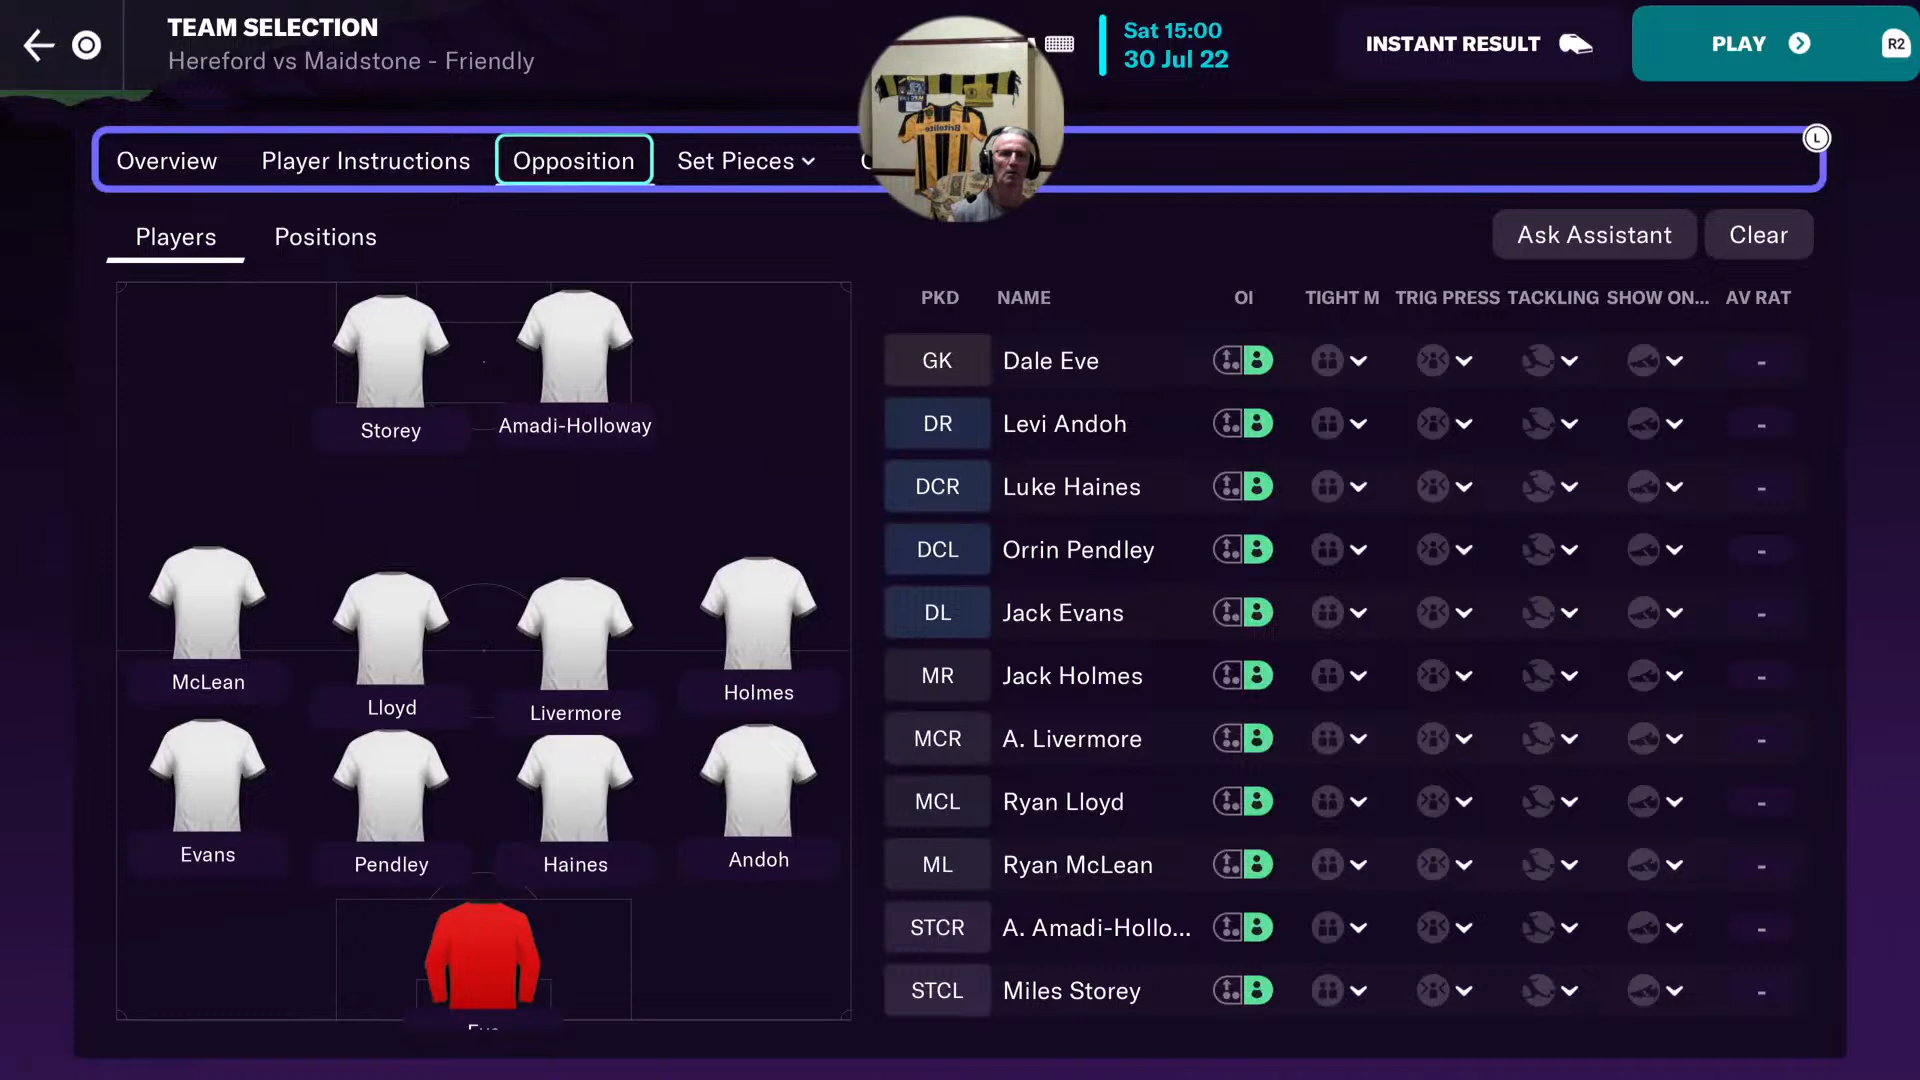 TEAM SELECTION
Hereford vs Maidstone - Friendly
Sat 15:00
30 Jul 22
INSTANT RESULT
PLAY
R2
L
Overview
Player Instructions
Opposition
Set Pieces
Players
Positions
Ask Assistant
Clear
PKD NAME OI TIGHT M TRIG PRESS TACKLING SHOW ON... AV RAT
GK Dale Eve -
DR Levi Andoh -
DCR Luke Haines -
DCL Orrin Pendley -
DL Jack Evans -
MR Jack Holmes -
MCR A. Livermore -
MCL Ryan Lloyd -
ML Ryan McLean -
STCR A. Amadi-Hollo... -
STCL Miles Storey -
Storey
Amadi-Holloway
McLean
Lloyd
Livermore
Holmes
Evans
Pendley
Haines
Andoh